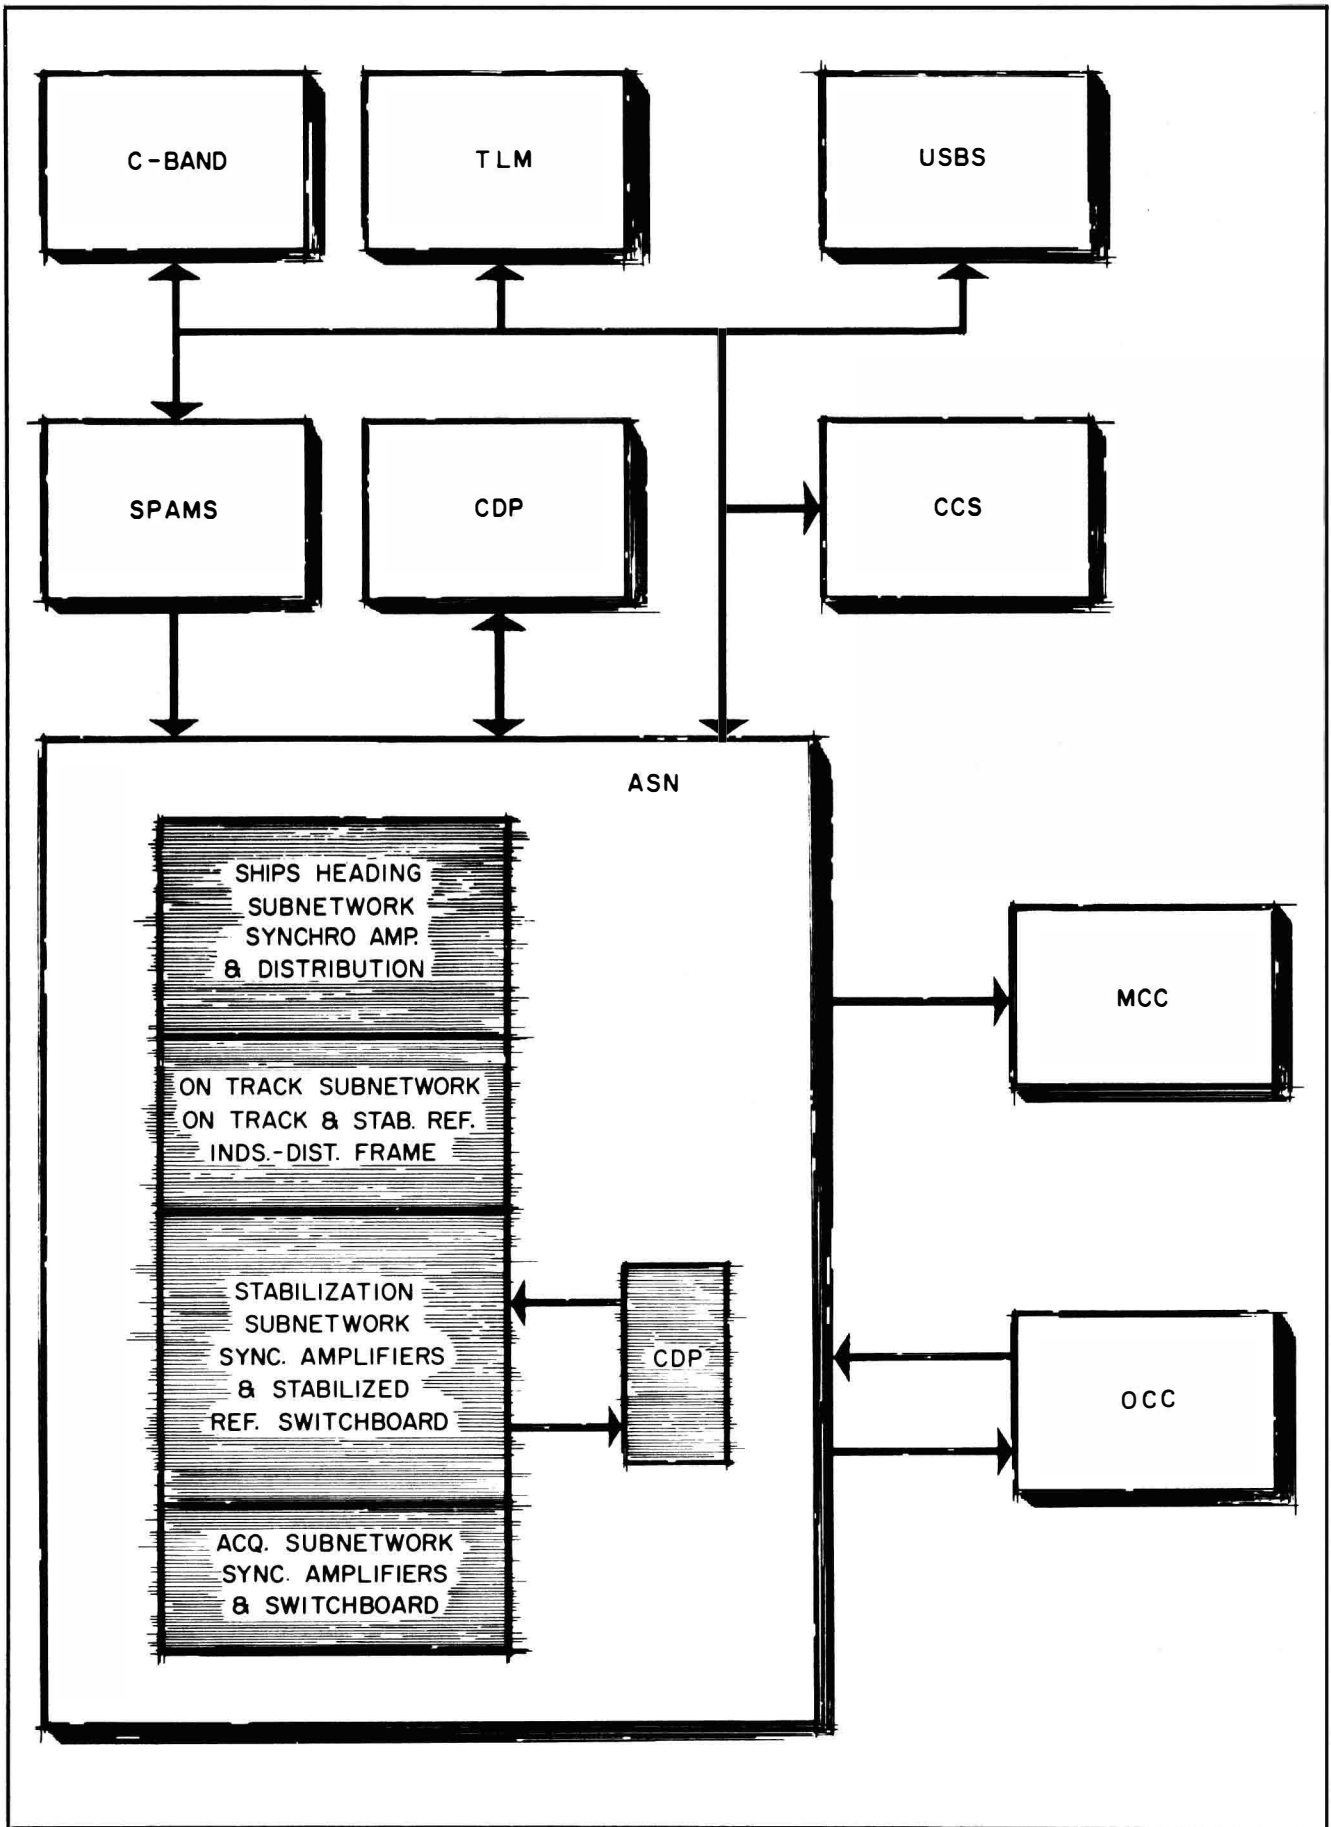 C-BAND
TLM
USBS
SPAMS
CDP
CCS
ASN
SHIPS HEADING
SUBNETWORK
SYNCHRO AMP.
& DISTRIBUTION
ON TRACK SUBNETWORK
ON TRACK & STAB. REF.
INDS.-DIST. FRAME
STABILIZATION
SUBNETWORK
SYNC. AMPLIFIERS
& STABILIZED
REF. SWITCHBOARD
CDP
ACQ. SUBNETWORK
SYNC. AMPLIFIERS
& SWITCHBOARD
MCC
OCC